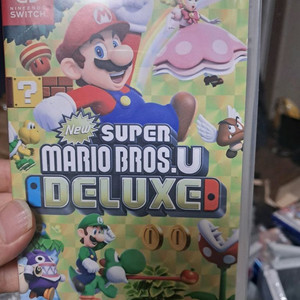 NINTENDO
SWITCH
New SUPER
MARIO BROS. U
DELUXE